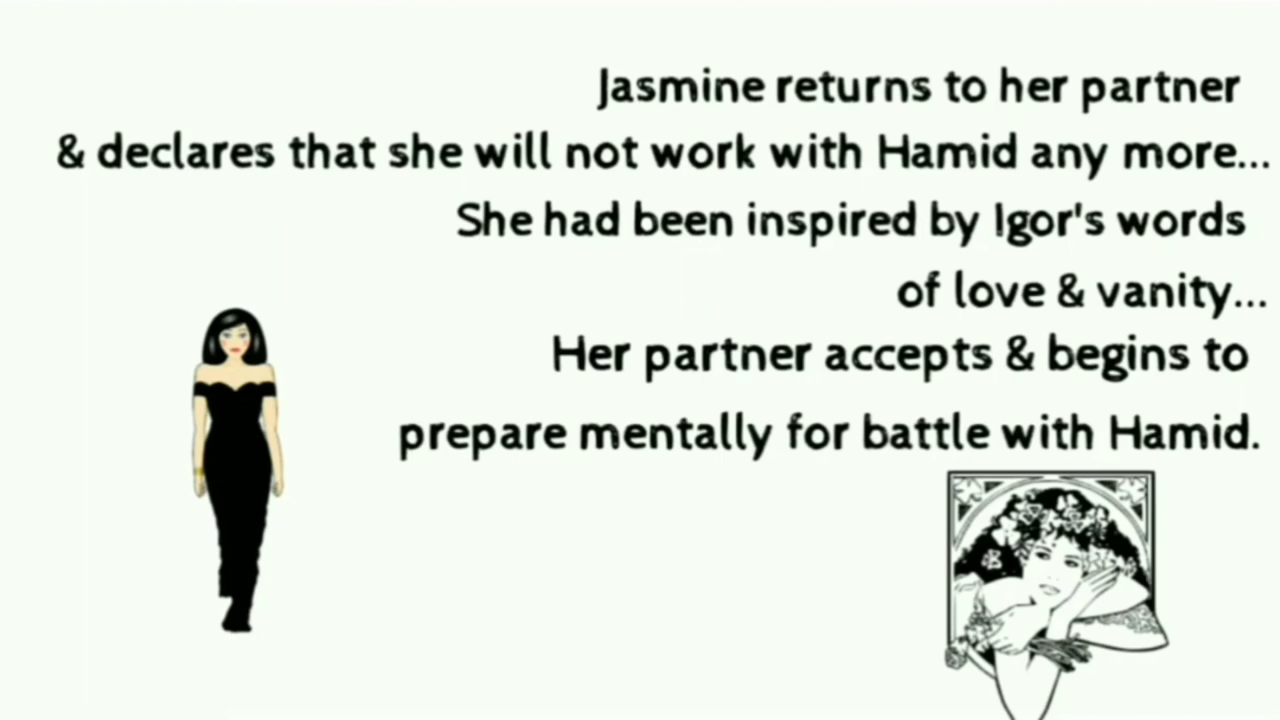 Jasmine returns to her partner
& declares that she will not work with Hamid any more...
She had been inspired by Igor's words
of love & vanity...
Her partner accepts & begins to
prepare mentally for battle with Hamid.